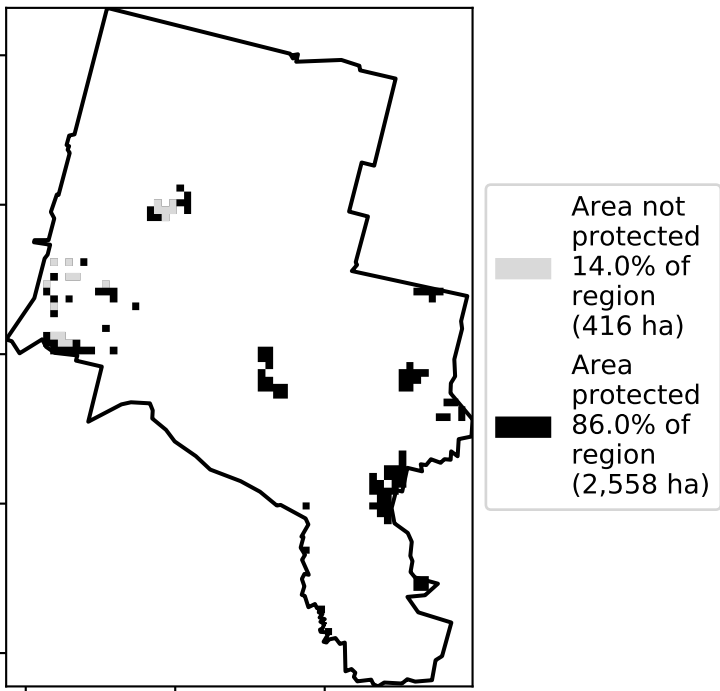 Area not
protected
14.0% of
region
(416 ha)
Area
protected
86.0% of
region
(2,558 ha)